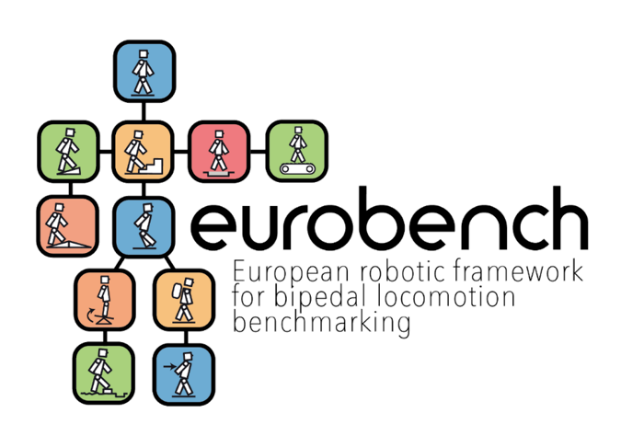 eurobench
European robotic framework
for bipedal locomotion
benchmarking